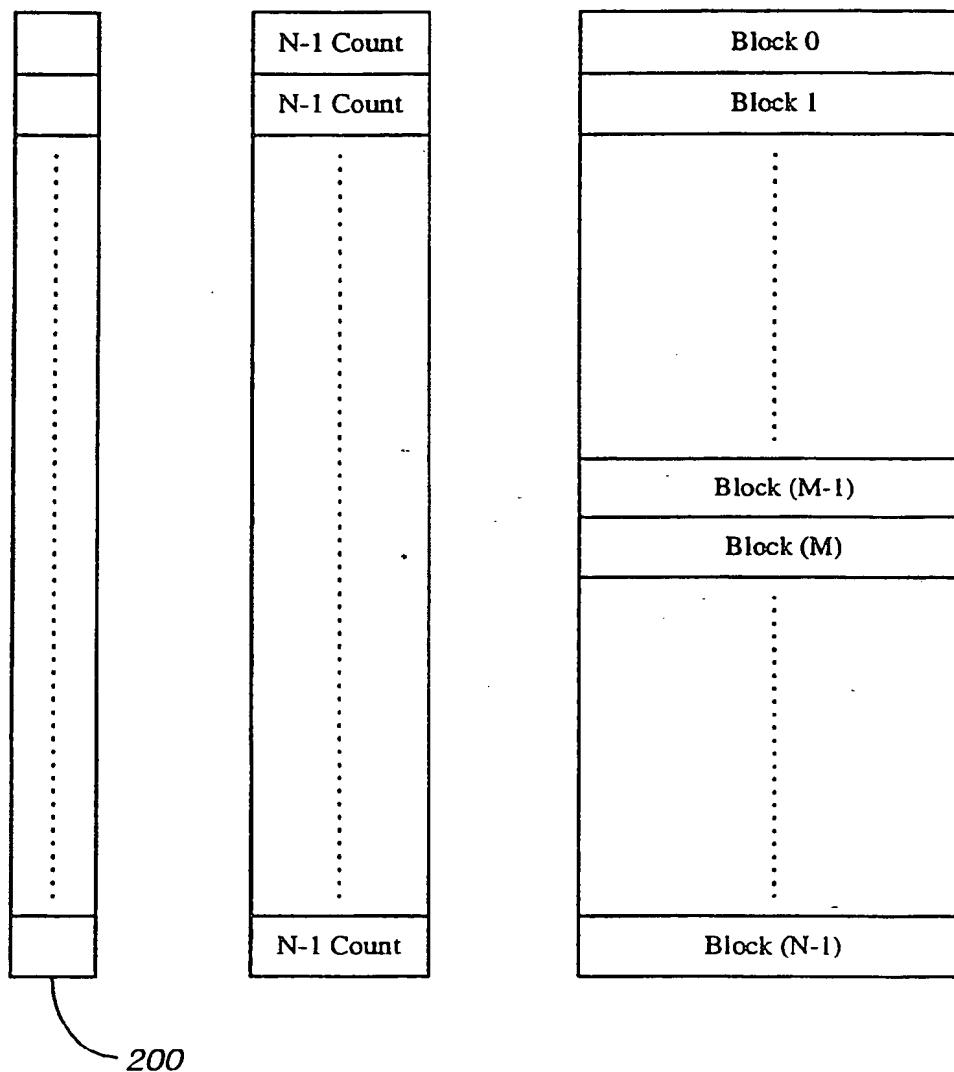 N-1 Count
N-1 Count
N-1 Count
Block 0
Block 1
Block (M-1)
Block (M)
Block (N-1)
200